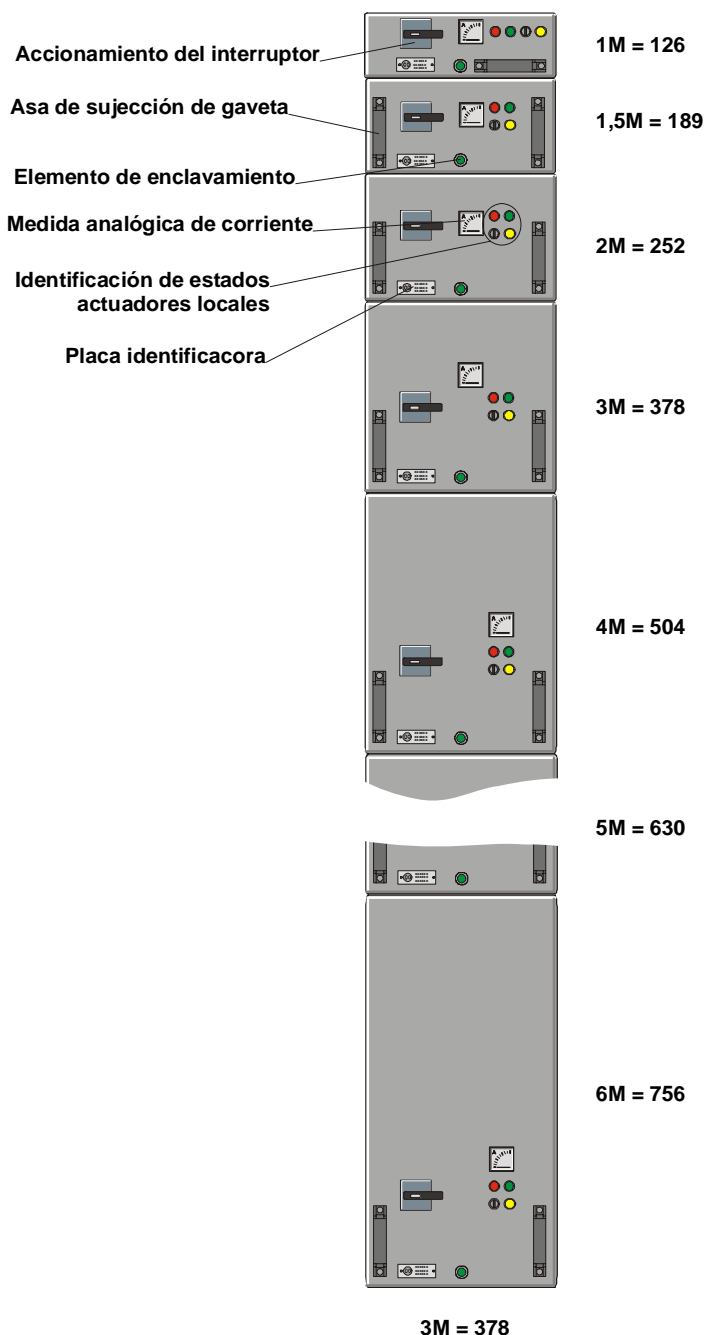 Accionamiento del interruptor
1M = 126
Asa de sujección de gaveta
1,5M = 189
Elemento de enclavamiento
Medida analógica de corriente
2M = 252
Identificación de estados
actuadores locales
Placa identificacora
3M = 378
4M = 504
5M = 630
6M = 756
3M = 378